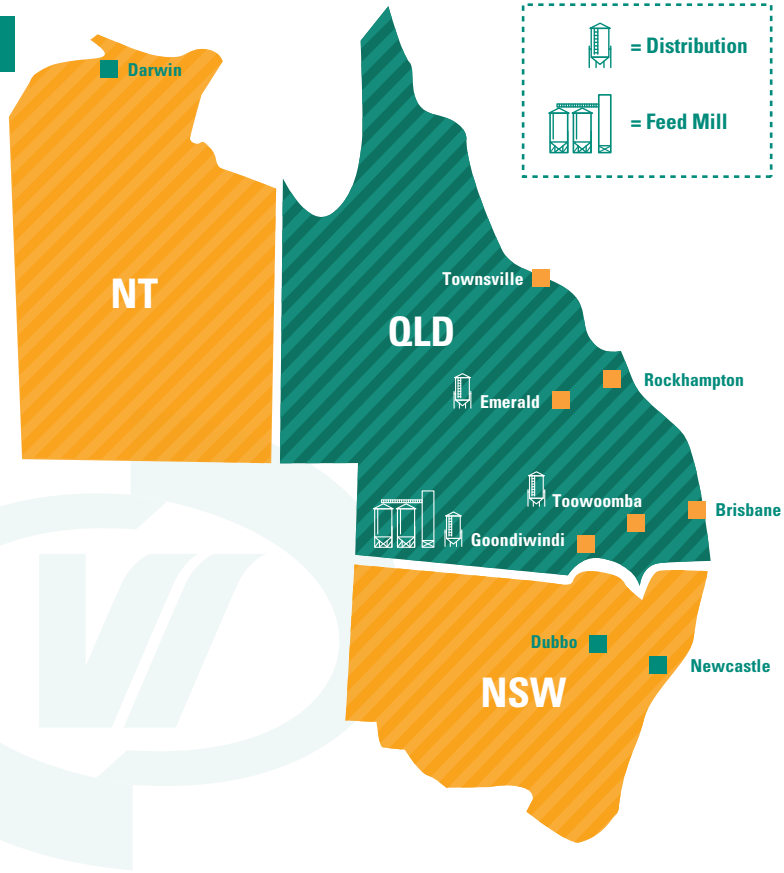 = Distribution
Darwin
= Feed Mill
Townsville
NT
QLD
Rockhampton
Emerald
Toowoomba
Brisbane
Goondiwindi
Dubbo
Newcastle
NSW